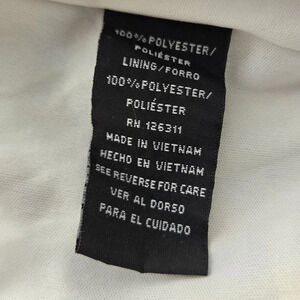 100% POLYESTER/
POLIÉSTER
LINING/FORRO
100% POLYESTER/
POLIÉSTER
RN 126311
MADE IN VIETNAM
HECHO EN VIETNAM
SEE REVERSE FOR CARE
VER AL DORSO
PARA EL CUIDADO